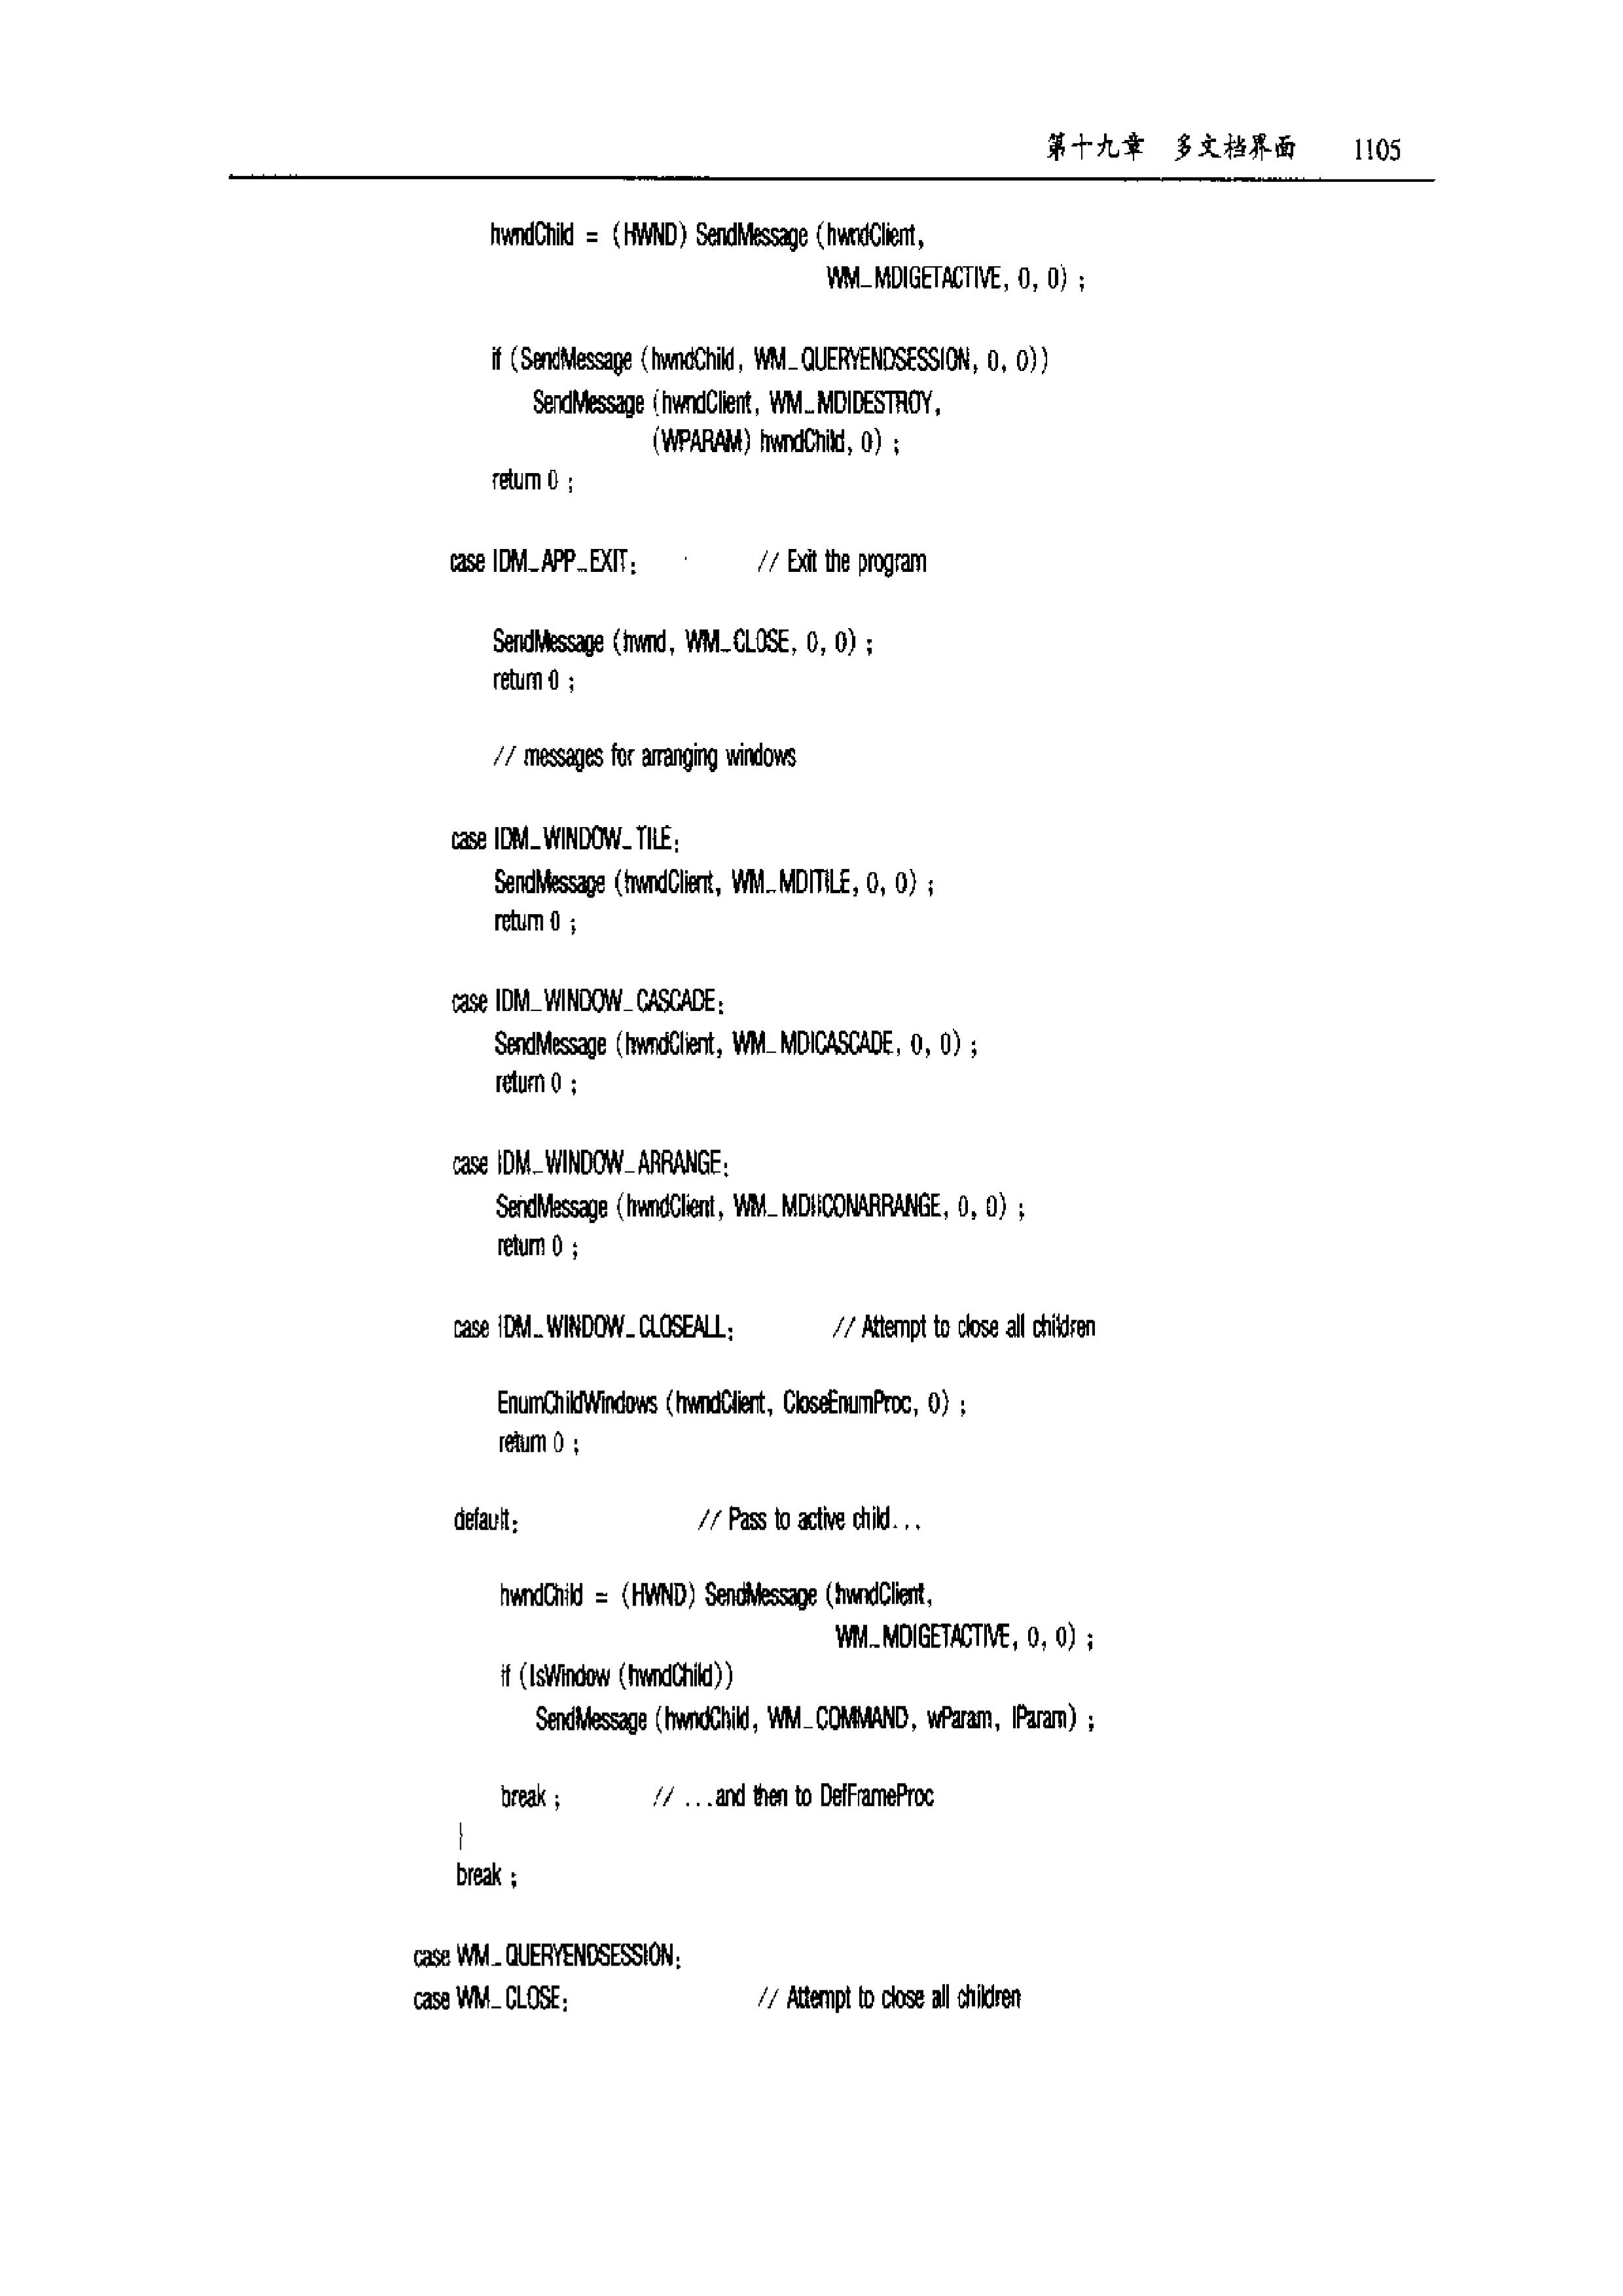 第十九章 多文档界面 1105
hwndChild = (HWND) SendMessage (hwndClient,
WM_MDIGETACTIVE, 0, 0) ;
if (SendMessage (hwndChild, WM_QUERYENDSESSION, 0, 0))
SendMessage (hwndClient, WM_MDIDESTROY,
(WPARAM) hwndChild, 0) ;
return 0 ;
case IDM_APP_EXIT: // Exit the program
SendMessage (hwnd, WM_CLOSE, 0, 0) ;
return 0 ;
// messages for arranging windows
case IDM_WINDOW_TILE:
SendMessage (hwndClient, WM_MDITILE, 0, 0) ;
return 0 ;
case IDM_WINDOW_CASCADE:
SendMessage (hwndClient, WM_MDICASCADE, 0, 0) ;
return 0 ;
case IDM_WINDOW_ARRANGE:
SendMessage (hwndClient, WM_MDIICONARRANGE, 0, 0) ;
return 0 ;
case IDM_WINDOW_CLOSEALL: // Attempt to close all children
EnumChildWindows (hwndClient, CloseEnumProc, 0) ;
return 0 ;
default: // Pass to active child...
hwndChild = (HWND) SendMessage (hwndClient,
WM_MDIGETACTIVE, 0, 0) ;
if (IsWindow (hwndChild))
SendMessage (hwndChild, WM_COMMAND, wParam, lParam) ;
break ; // ...and then to DefFrameProc
}
break ;
case WM_QUERYENDSESSION:
case WM_CLOSE: // Attempt to close all children